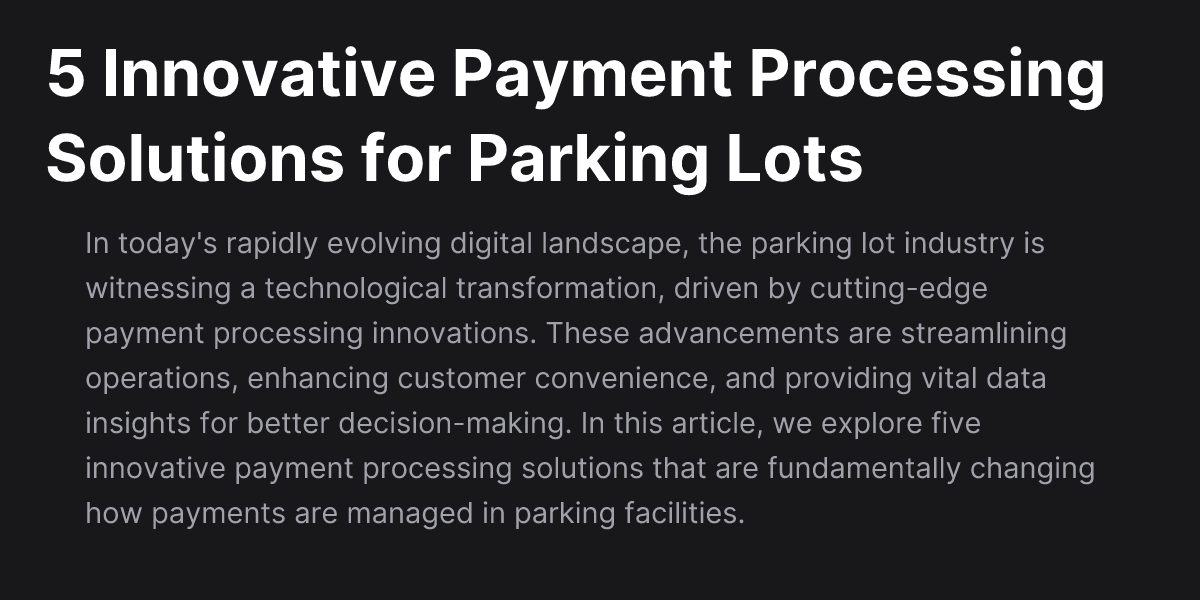 5 Innovative Payment Processing
Solutions for Parking Lots
In today's rapidly evolving digital landscape, the parking lot industry is
witnessing a technological transformation, driven by cutting-edge
payment processing innovations. These advancements are streamlining
operations, enhancing customer convenience, and providing vital data
insights for better decision-making. In this article, we explore five
innovative payment processing solutions that are fundamentally changing
how payments are managed in parking facilities.